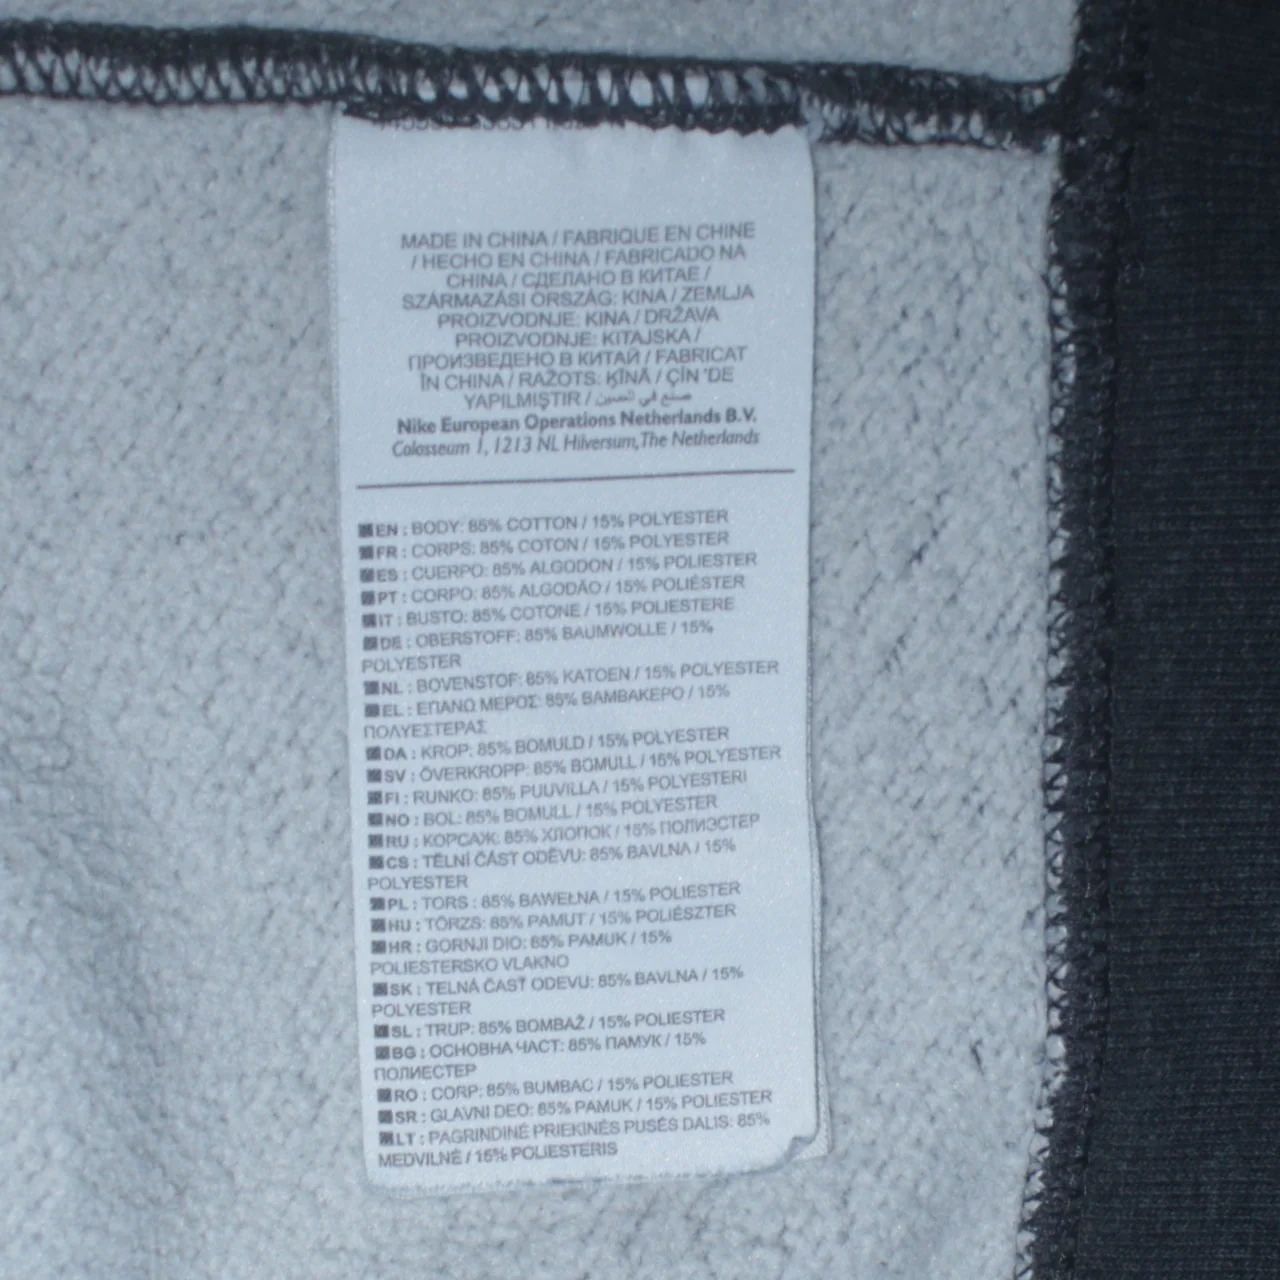 MADE IN CHINA / FABRIQUE EN CHINE
/ HECHO EN CHINA / FABRICADO NA
CHINA / СДЕЛАНО В КИТАЕ /
SZÁRMAZÁSI ORSZÁG: KINA / ZEMLJA
PROIZVODNJE: KINA / DRŽAVA
PROIZVODNJE: KITAJSKA /
ПРОИЗВЕДЕНО В КИТАЙ / FABRICAT
ÎN CHINA / RAŽOTS: ĶĪNĀ / ÇİN 'DE
YAPILMIŞTIR / صنع في الصين
Nike European Operations Netherlands B.V.
Colosseum 1, 1213 NL Hilversum, The Netherlands
EN : BODY: 85% COTTON / 15% POLYESTER
FR : CORPS: 85% COTON / 15% POLYESTER
ES : CUERPO: 85% ALGODON / 15% POLIESTER
PT : CORPO: 85% ALGODÃO / 15% POLIÉSTER
IT : BUSTO: 85% COTONE / 15% POLIESTERE
DE : OBERSTOFF: 85% BAUMWOLLE / 15%
POLYESTER
NL : BOVENSTOF: 85% KATOEN / 15% POLYESTER
EL : ΕΠΑΝΩ ΜΕΡΟΣ: 85% ΒΑΜΒΑΚΕΡΟ / 15%
ΠΟΛΥΕΣΤΕΡΑΣ
DA : KROP: 85% BOMULD / 15% POLYESTER
SV : ÖVERKROPP: 85% BOMULL / 15% POLYESTER
FI : RUNKO: 85% PUUVILLA / 15% POLYESTERI
NO : BOL: 85% BOMULL / 15% POLYESTER
RU : КОРСАЖ: 85% ХЛОПОК / 15% ПОЛИЭСТЕР
CS : TĚLNÍ ČÁST ODĚVU: 85% BAVLNA / 15%
POLYESTER
PL : TORS : 85% BAWEŁNA / 15% POLIESTER
HU : TÖRZS: 85% PAMUT / 15% POLIÉSZTER
HR : GORNJI DIO: 85% PAMUK / 15%
POLIESTERSKO VLAKNO
SK : TELNÁ ČASŤ ODEVU: 85% BAVLNA / 15%
POLYESTER
SL : TRUP: 85% BOMBAŽ / 15% POLIESTER
BG : ОСНОВНА ЧАСТ: 85% ПАМУК / 15%
ПОЛИЕСТЕР
RO : CORP: 85% BUMBAC / 15% POLIESTER
SR : GLAVNI DEO: 85% PAMUK / 15% POLIESTER
LT : PAGRINDINĖ PRIEKINĖS PUSĖS DALIS: 85%
MEDVILNĖ / 15% POLIESTERIS